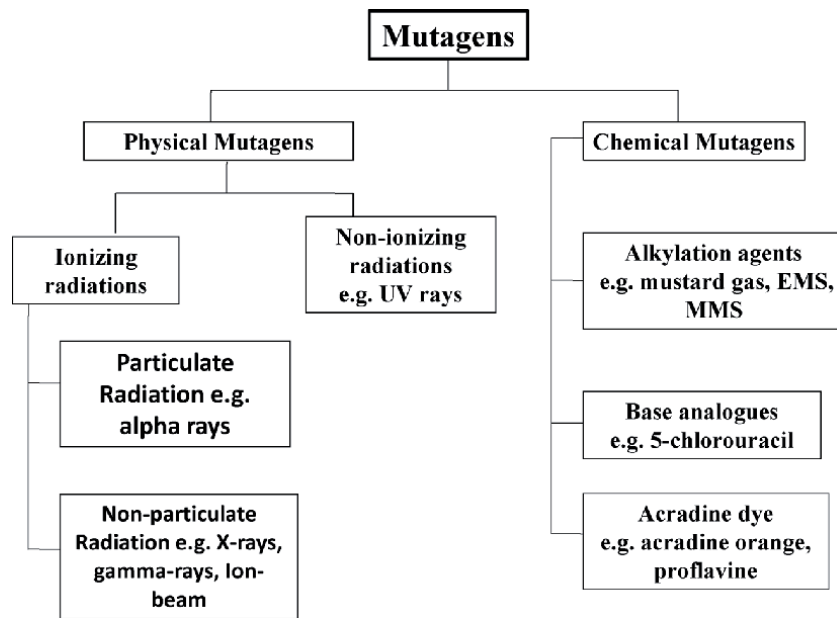 Mutagens
Physical Mutagens
Chemical Mutagens
Ionizing
radiations
Non-ionizing
radiations
e.g. UV rays
Particulate
Radiation e.g.
alpha rays
Non-particulate
Radiation e.g. X-rays,
gamma-rays, Ion-
beam
Alkylation agents
e.g. mustard gas, EMS,
MMS
Base analogues
e.g. 5-chlorouracil
Acradine dye
e.g. acradine orange,
proflavine